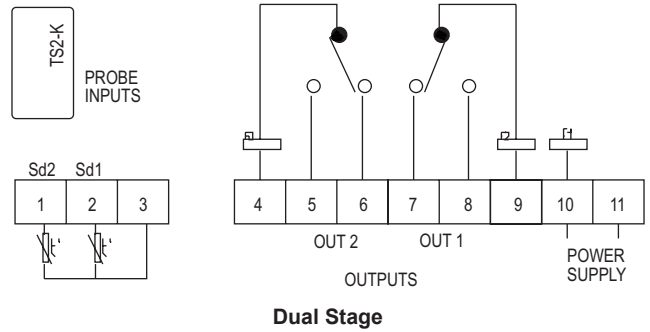 TS2-K
PROBE
INPUTS
Sd2 Sd1
1 2 3
4 5 6 7 8 9 10 11
OUT 2 OUT 1
POWER
SUPPLY
OUTPUTS
Dual Stage